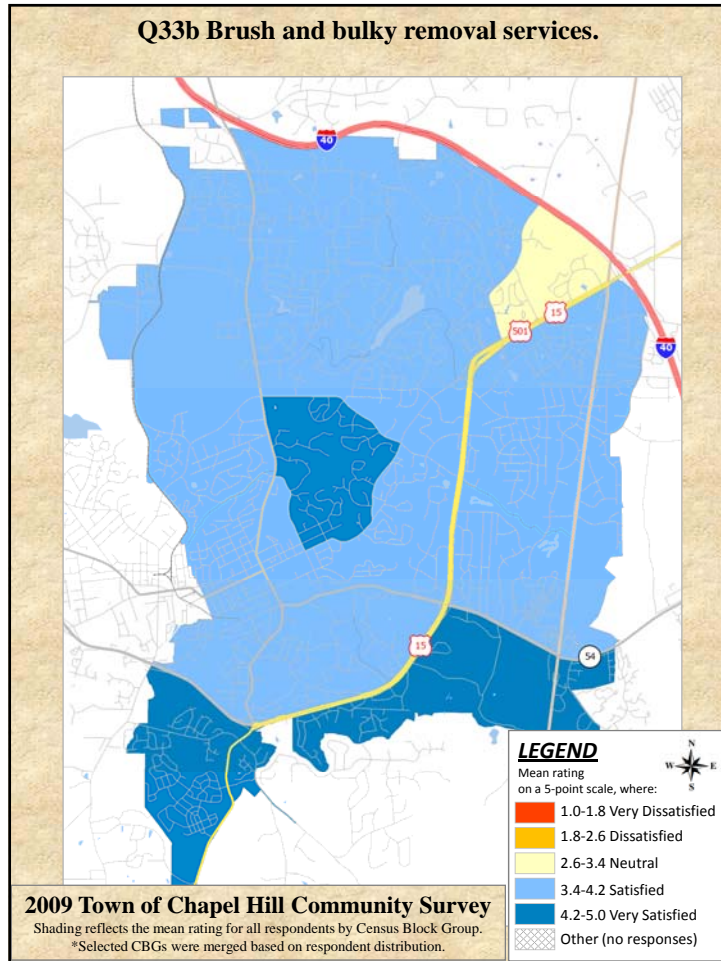 Q33b Brush and bulky removal services.
40
15
501
40
15
54
LEGEND
N
W E
S
Mean rating
on a 5-point scale, where:
1.0-1.8 Very Dissatisfied
1.8-2.6 Dissatisfied
2.6-3.4 Neutral
3.4-4.2 Satisfied
4.2-5.0 Very Satisfied
Other (no responses)
2009 Town of Chapel Hill Community Survey
Shading reflects the mean rating for all respondents by Census Block Group.
*Selected CBGs were merged based on respondent distribution.